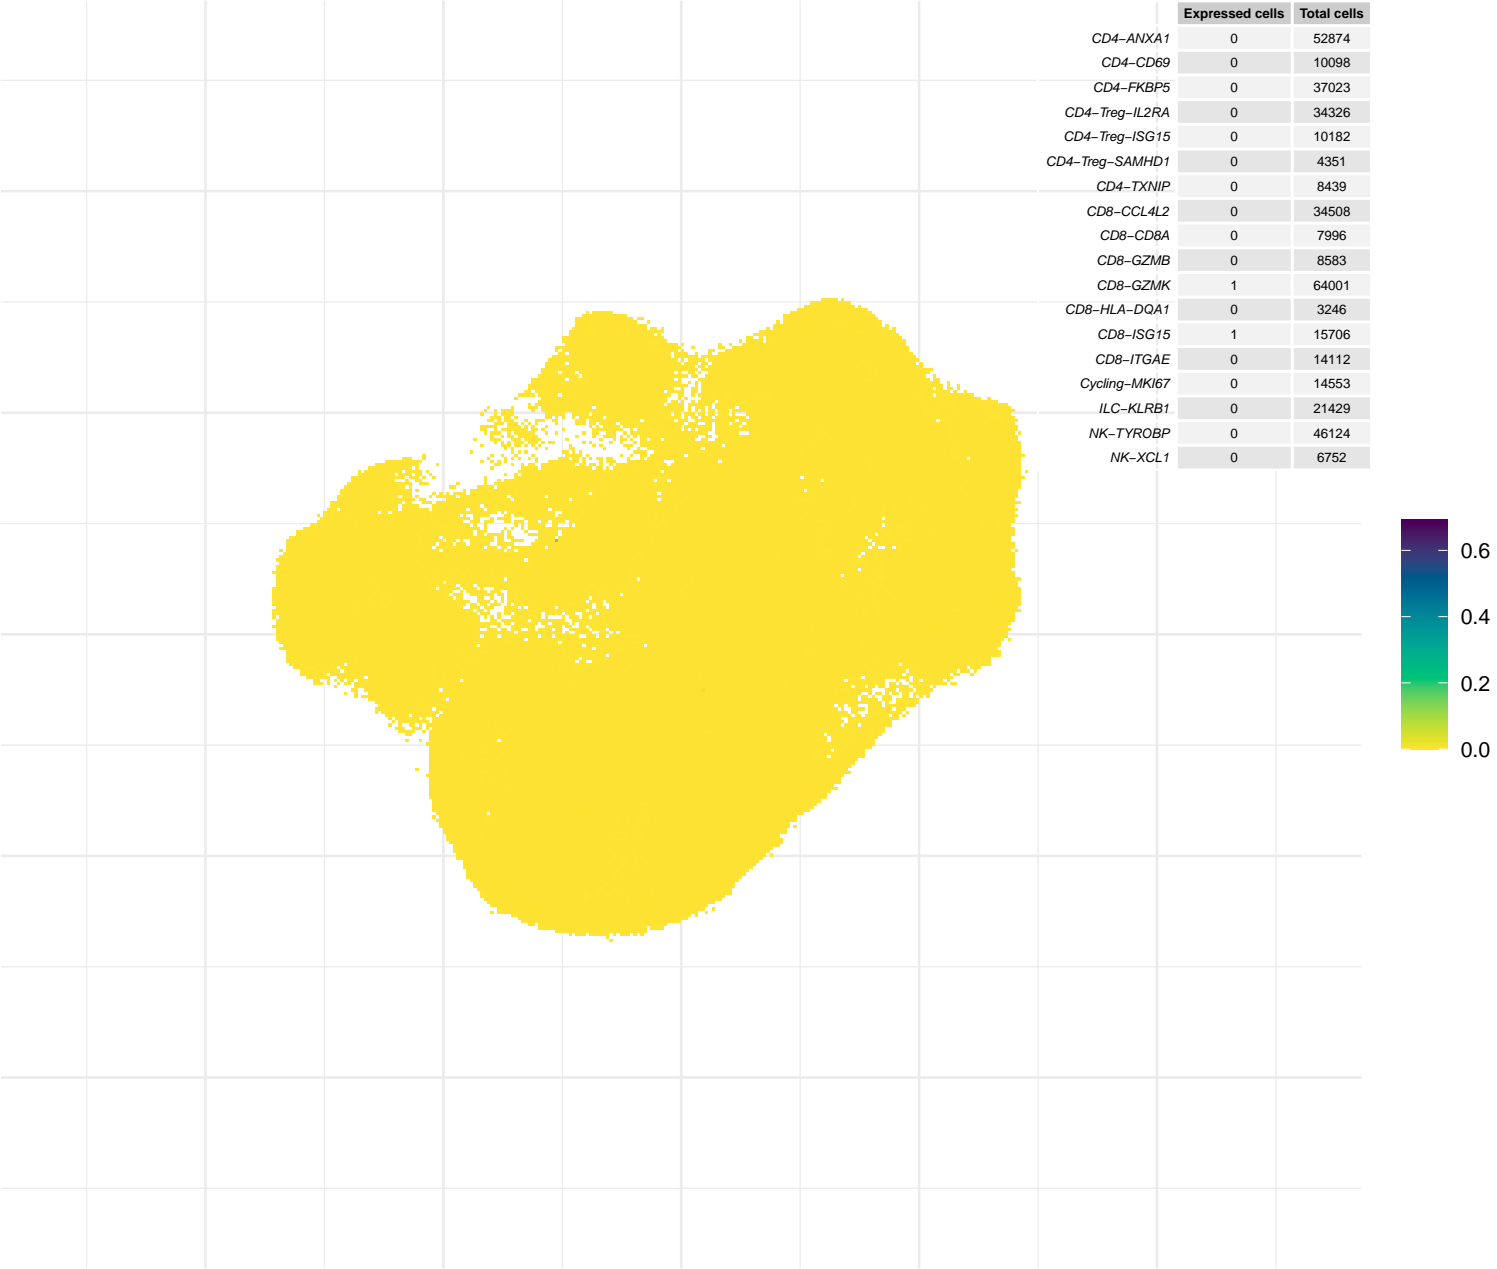 Expressed cells Total cells
CD4−ANXA1 0 52874
CD4−CD69 0 10098
CD4−FKBP5 0 37023
CD4−Treg−IL2RA 0 34326
CD4−Treg−ISG15 0 10182
CD4−Treg−SAMHD1 0 4351
CD4−TXNIP 0 8439
CD8−CCL4L2 0 34508
CD8−CD8A 0 7996
CD8−GZMB 0 8583
CD8−GZMK 1 64001
CD8−HLA−DQA1 0 3246
CD8−ISG15 1 15706
CD8−ITGAE 0 14112
Cycling−MKI67 0 14553
ILC−KLRB1 0 21429
NK−TYROBP 0 46124
NK−XCL1 0 6752
0.6
0.4
0.2
0.0